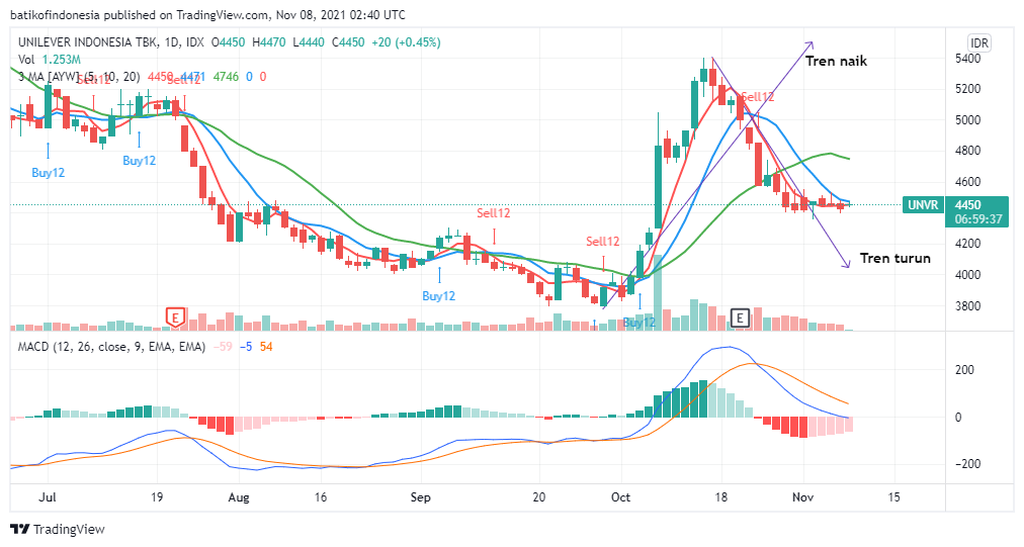 batikofindonesia published on TradingView.com, Nov 08, 2021 02:40 UTC
UNILEVER INDONESIA TBK, 1D, IDX O4450 H4470 L4440 C4450 +20 (+0.45%)
IDR
Vol 1.253M
3 MA [AYW] (5, 10, 20) 4450 4471 4746 0 0
Sell12
Sell12
Tren naik
5400
5200
Sell12
5000
Buy12
Buy12
4800
4600
UNVR 4450
06:59:37
Sell12
Sell12
4200
Tren turun
4000
Buy12
Buy12
3800
E
E
MACD (12, 26, close, 9, EMA, EMA) −59 −5 54
200
0
−200
Jul 19 Aug 16 Sep 20 Oct 18 Nov 15
TradingView